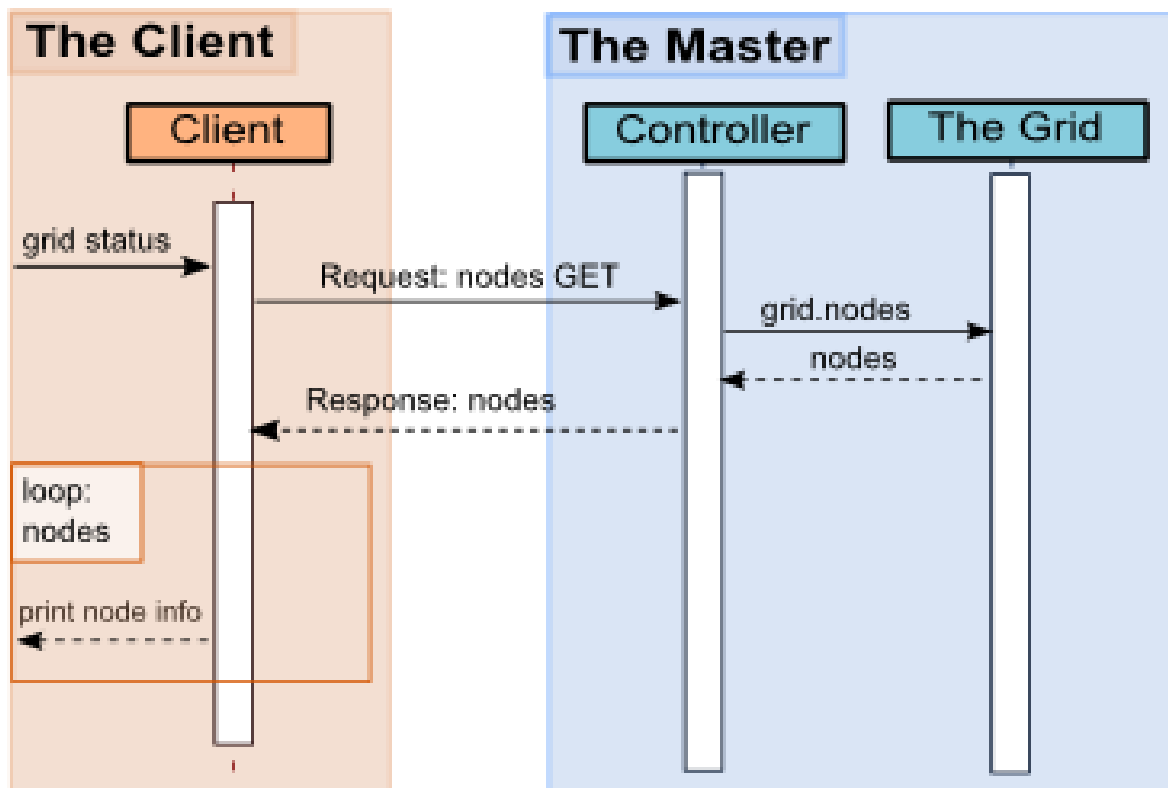 The Client
The Master
Client
Controller
The Grid
grid status
Request: nodes GET
grid.nodes
nodes
Response: nodes
loop:
nodes
print node info